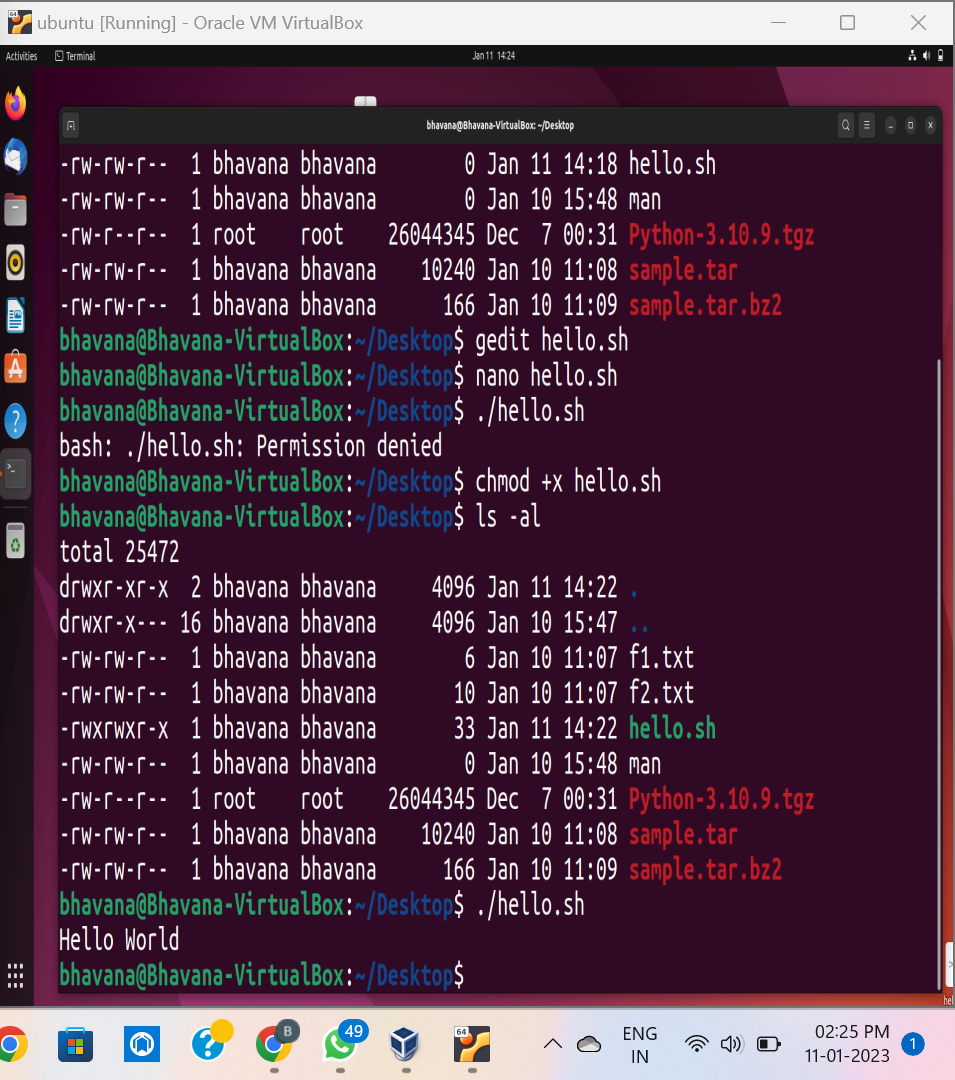 ubuntu [Running] - Oracle VM VirtualBox
Activities Terminal Jan 11 14:24
bhavana@Bhavana-VirtualBox: ~/Desktop
-rw-rw-r-- 1 bhavana bhavana 0 Jan 11 14:18 hello.sh
-rw-rw-r-- 1 bhavana bhavana 0 Jan 10 15:48 man
-rw-r--r-- 1 root root 26044345 Dec 7 00:31 Python-3.10.9.tgz
-rw-rw-r-- 1 bhavana bhavana 10240 Jan 10 11:08 sample.tar
-rw-rw-r-- 1 bhavana bhavana 166 Jan 10 11:09 sample.tar.bz2
bhavana@Bhavana-VirtualBox:~/Desktop$ gedit hello.sh
bhavana@Bhavana-VirtualBox:~/Desktop$ nano hello.sh
bhavana@Bhavana-VirtualBox:~/Desktop$ ./hello.sh
bash: ./hello.sh: Permission denied
bhavana@Bhavana-VirtualBox:~/Desktop$ chmod +x hello.sh
bhavana@Bhavana-VirtualBox:~/Desktop$ ls -al
total 25472
drwxr-xr-x 2 bhavana bhavana 4096 Jan 11 14:22 .
drwxr-x--- 16 bhavana bhavana 4096 Jan 10 15:47 ..
-rw-rw-r-- 1 bhavana bhavana 6 Jan 10 11:07 f1.txt
-rw-rw-r-- 1 bhavana bhavana 10 Jan 10 11:07 f2.txt
-rwxrwxr-x 1 bhavana bhavana 33 Jan 11 14:22 hello.sh
-rw-rw-r-- 1 bhavana bhavana 0 Jan 10 15:48 man
-rw-r--r-- 1 root root 26044345 Dec 7 00:31 Python-3.10.9.tgz
-rw-rw-r-- 1 bhavana bhavana 10240 Jan 10 11:08 sample.tar
-rw-rw-r-- 1 bhavana bhavana 166 Jan 10 11:09 sample.tar.bz2
bhavana@Bhavana-VirtualBox:~/Desktop$ ./hello.sh
Hello World
bhavana@Bhavana-VirtualBox:~/Desktop$
hel
B 49 64
ENG
IN
02:25 PM
11-01-2023
1